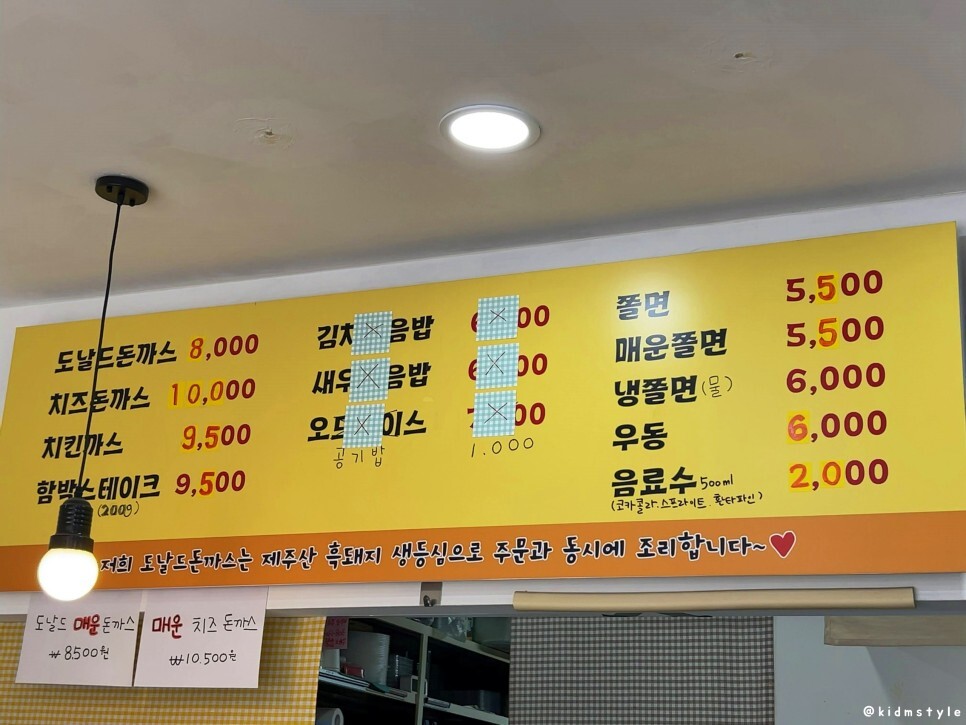 도날드돈까스 8,000
치즈돈까스 10,000
치킨까스 9,500
함박스테이크 9,500
(200g)
공기밥 1.000
쫄면 5,500
매운쫄면 5,500
냉쫄면(물) 6,000
우동 6,000
음료수 500ml 2,000
(코카콜라.스프라이트.환타파인)
저희 도날드돈까스는 제주산 흑돼지 생등심으로 주문과 동시에 조리합니다~♥
도날드 매운돈까스
₩8.500원
매운 치즈돈까스
₩10.500원
@kidmstyle